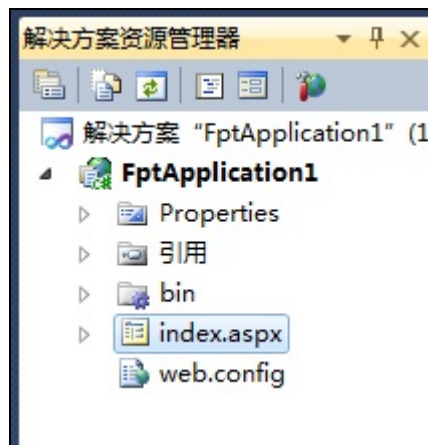 解决方案资源管理器
解决方案 “FptApplication1” (1
FptApplication1
Properties
引用
bin
index.aspx
web.config